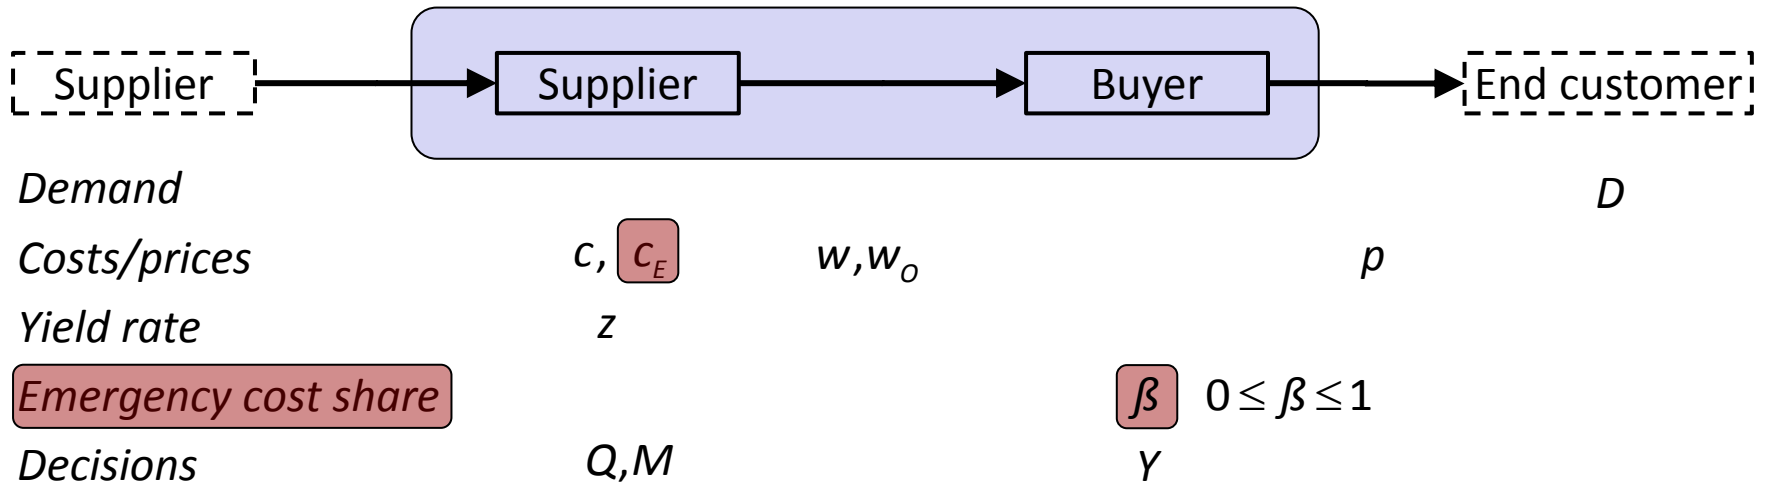 Supplier Supplier Buyer End customer
Demand D
Costs/prices c, c_E w,w_O p
Yield rate z
Emergency cost share ß 0 ≤ ß ≤ 1
Decisions Q,M Y